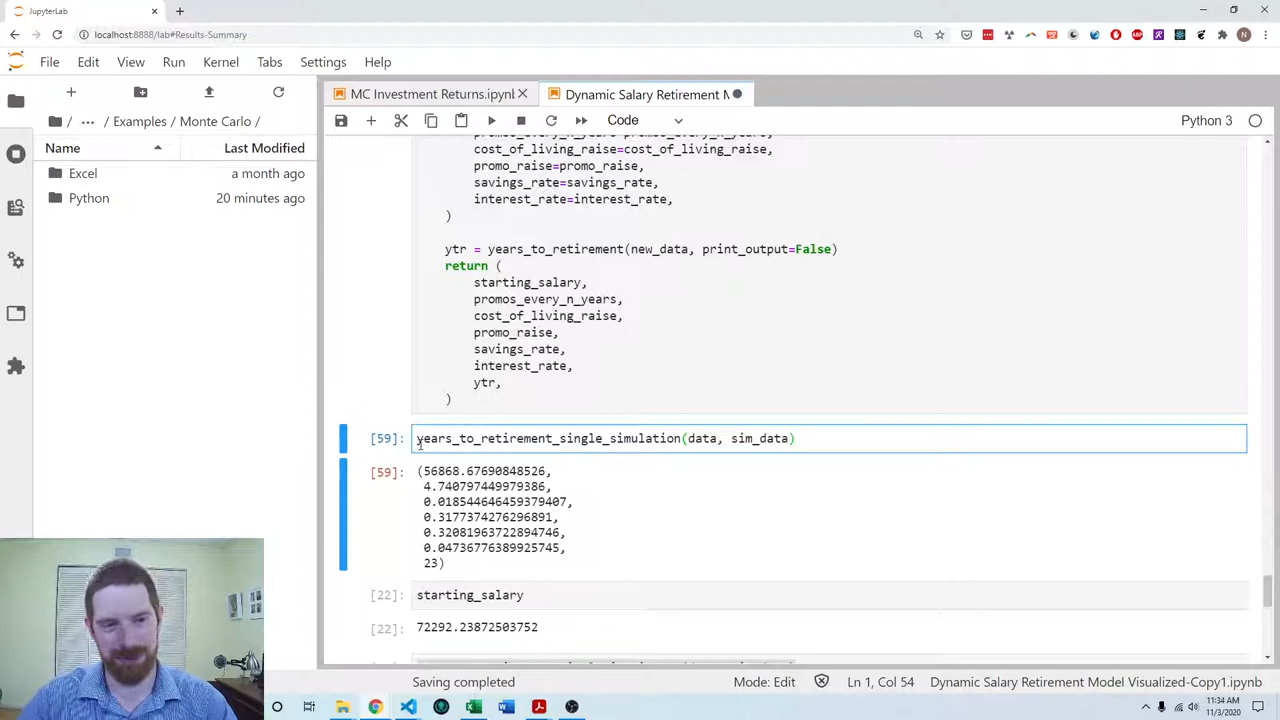 JupyterLab
localhost:8888/lab#Results-Summary
N
File Edit View Run Kernel Tabs Settings Help
MC Investment Returns.ipynb
Dynamic Salary Retirement M
/ ... / Examples / Monte Carlo /
Code
Python 3
Name Last Modified
Excel a month ago
Python 20 minutes ago
cost_of_living_raise=cost_of_living_raise,
promo_raise=promo_raise,
savings_rate=savings_rate,
interest_rate=interest_rate,
)
ytr = years_to_retirement(new_data, print_output=False)
return (
starting_salary,
promos_every_n_years,
cost_of_living_raise,
promo_raise,
savings_rate,
interest_rate,
ytr,
)
[59]: years_to_retirement_single_simulation(data, sim_data)
[59]: (56868.67690848526,
4.740797449979386,
0.018544646459379407,
0.3177374276296891,
0.32081963722894746,
0.04736776389925745,
23)
[22]: starting_salary
[22]: 72292.23872503752
Saving completed
Mode: Edit
Ln 1, Col 54
Dynamic Salary Retirement Model Visualized-Copy1.ipynb
11:34 AM
11/3/2020